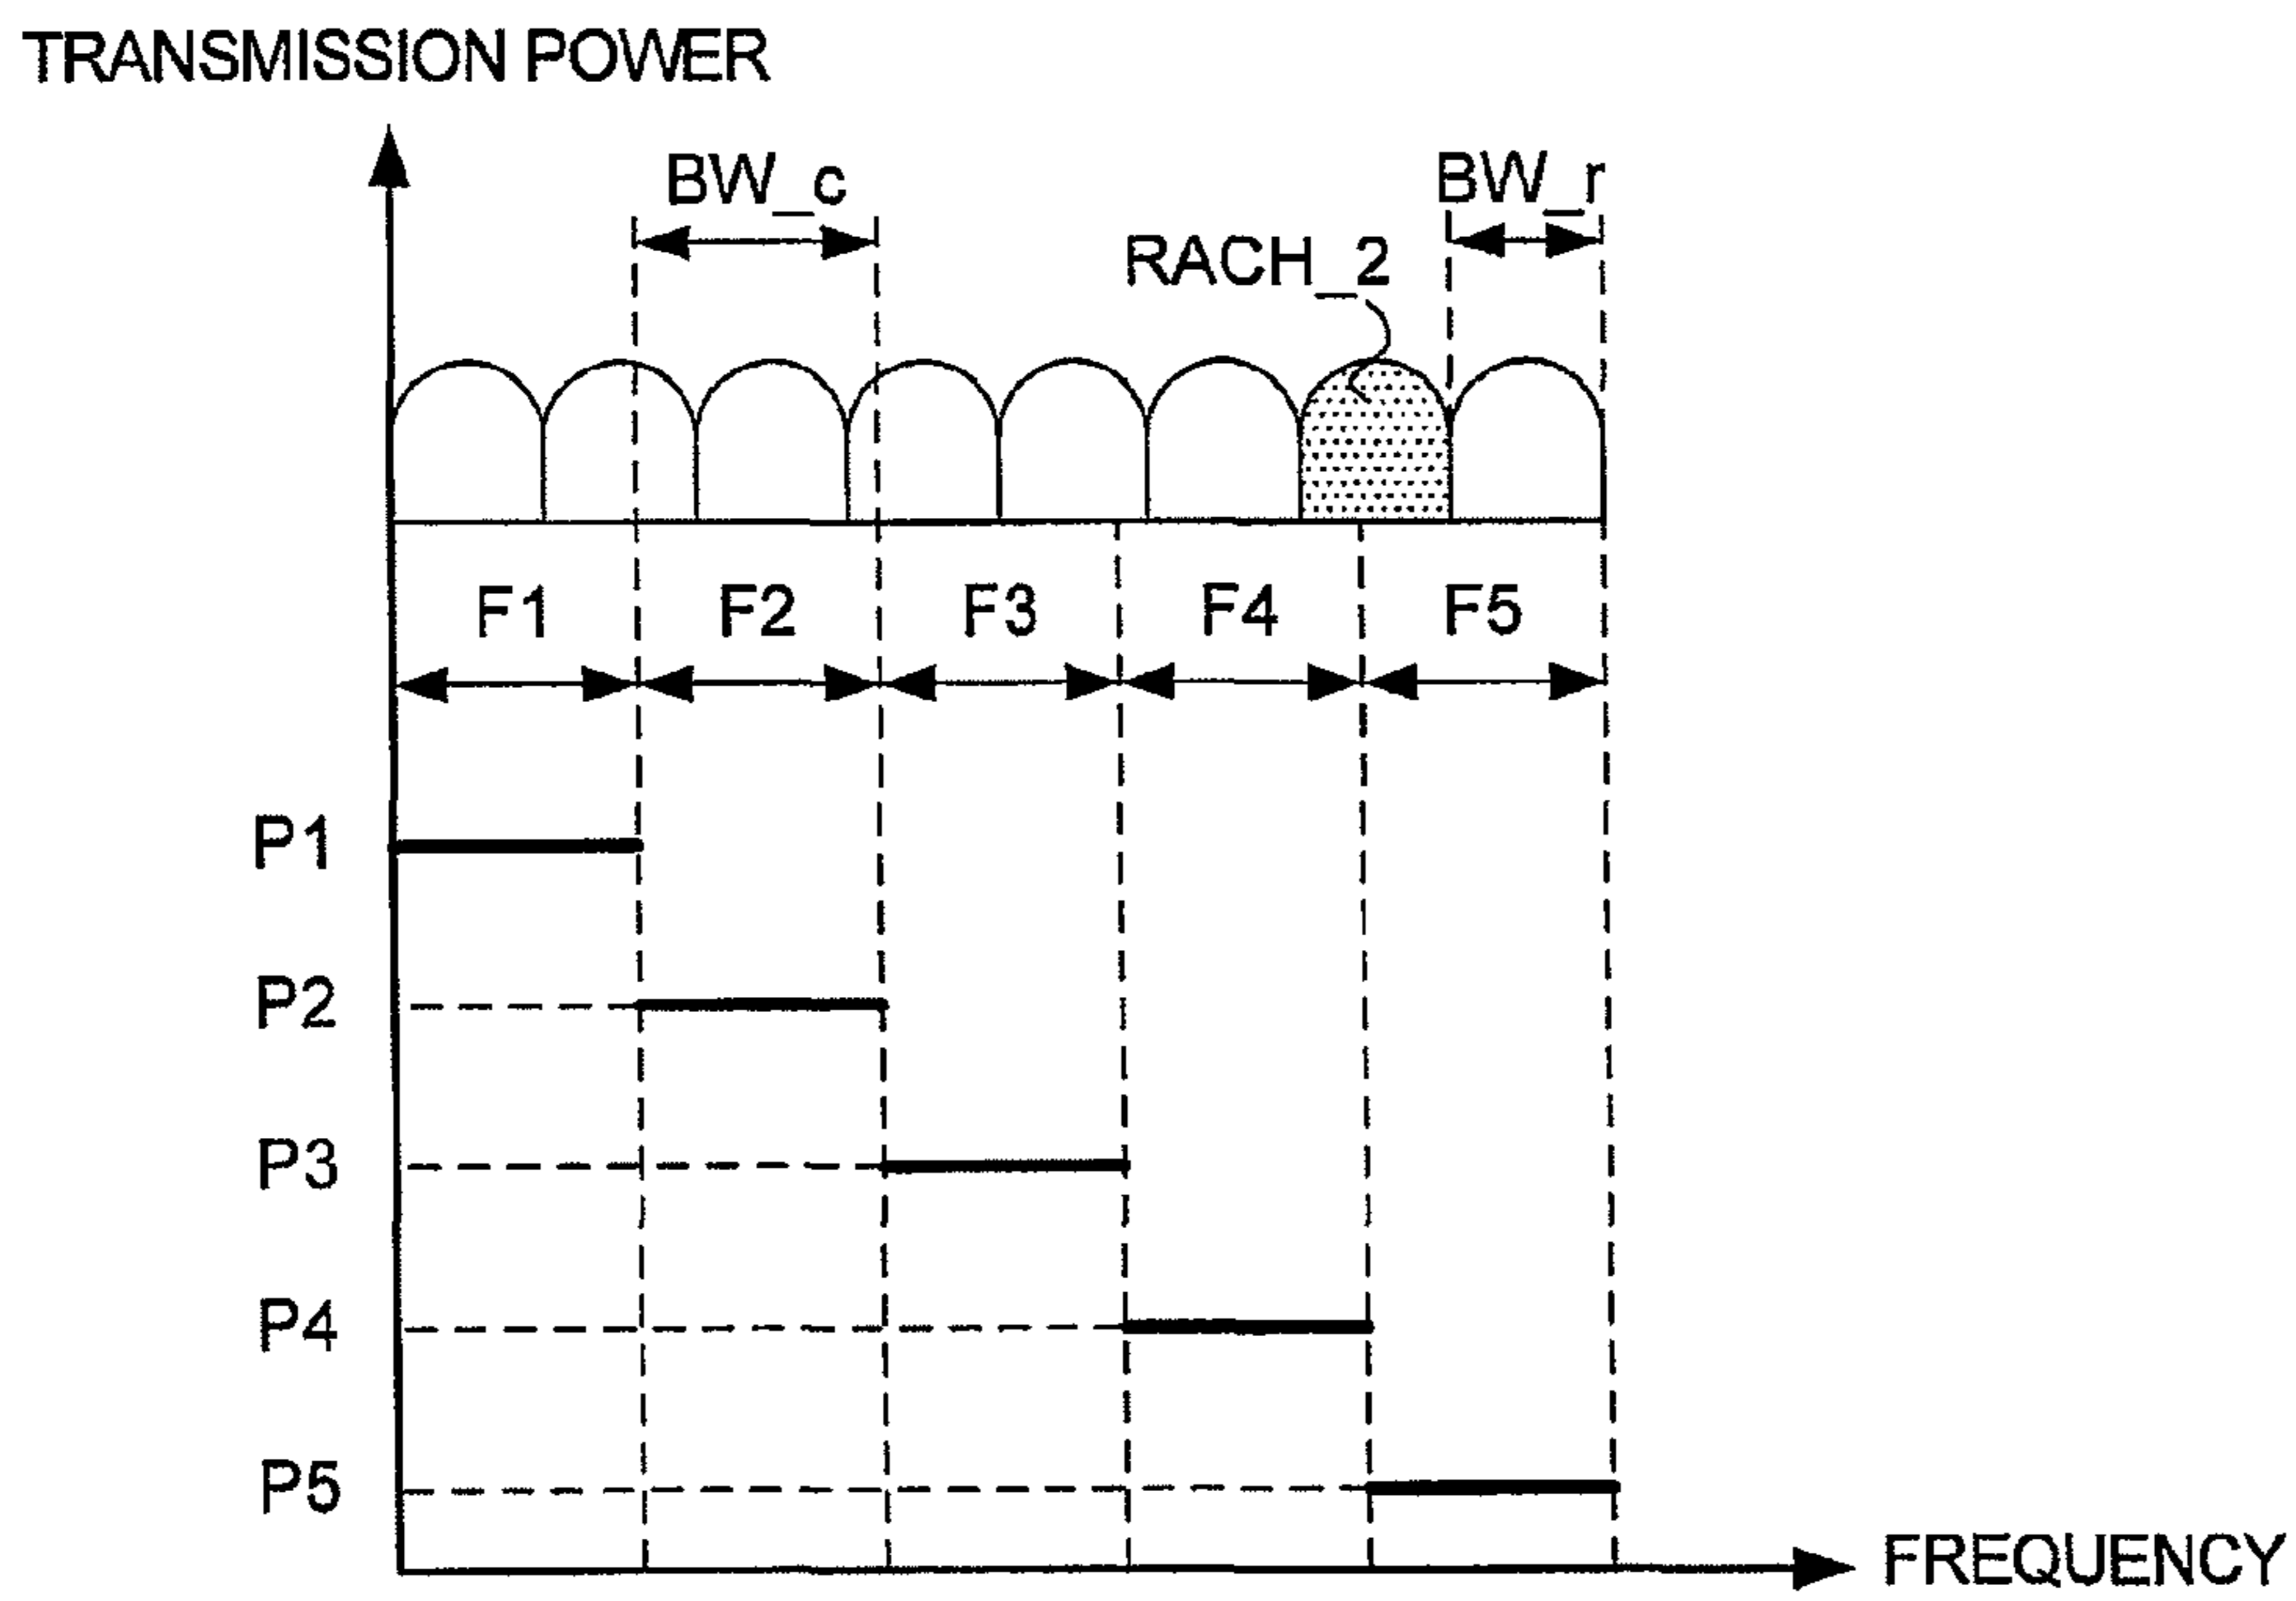 TRANSMISSION POWER
BW_c
BW_r
RACH_2
F1
F2
F3
F4
F5
P1
P2
P3
P4
P5
FREQUENCY